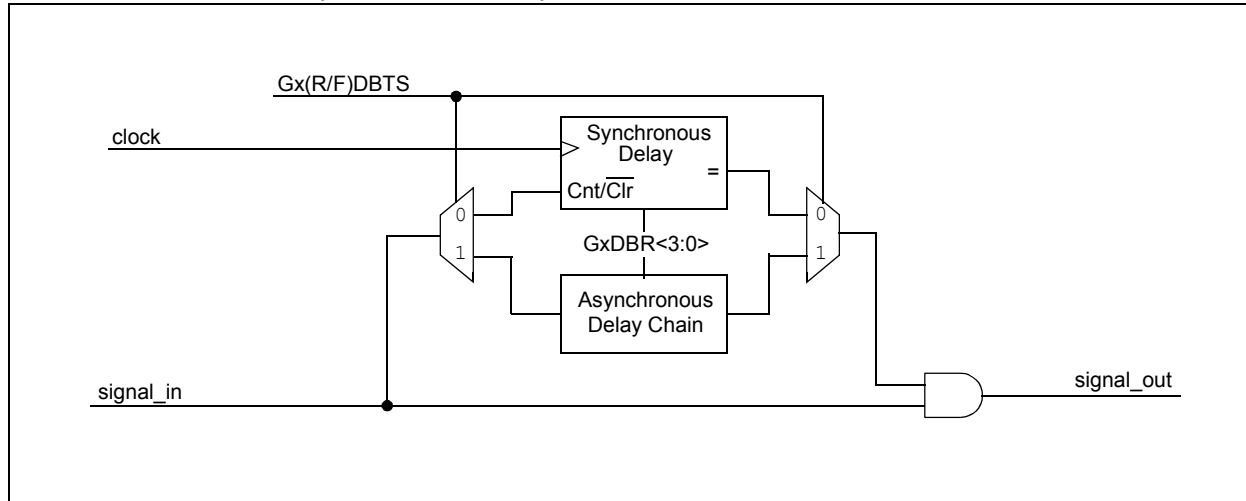 Gx(R/F)DBTS
clock
Synchronous
Delay
=
Cnt/Clr
0
0
GxDBR<3:0>
1
1
Asynchronous
Delay Chain
signal_in
signal_out